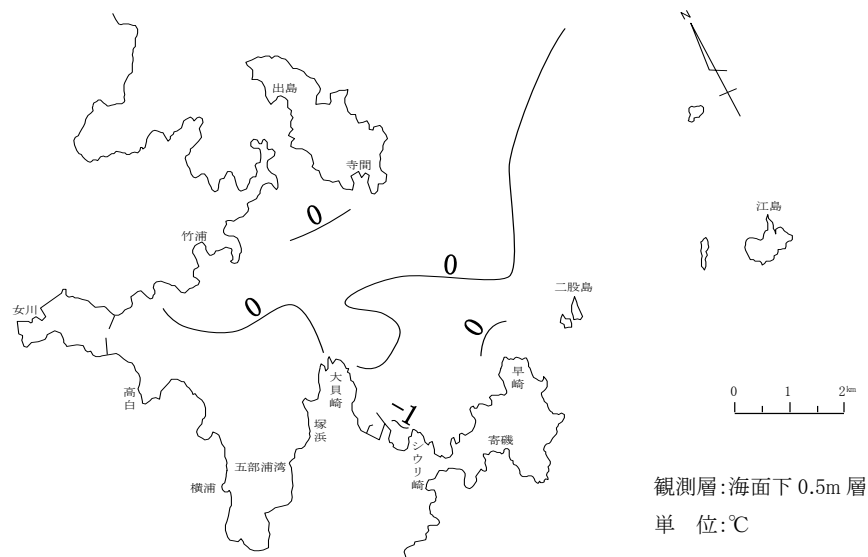 N
出島
寺間
0
竹浦
江島
0
二股島
女川
0
0
早崎
大貝崎
高白
0 1 2km
-1
塚浜
寄磯
シウリ崎
五部浦湾
横浦
観測層:海面下 0.5m 層
単 位:℃